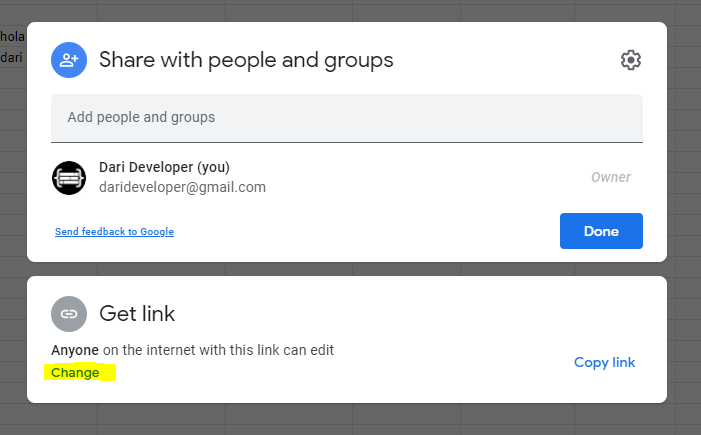 hola
dari
Share with people and groups
Add people and groups
Dari Developer (you)
darideveloper@gmail.com
Owner
Send feedback to Google
Done
Get link
Anyone on the internet with this link can edit
Change
Copy link